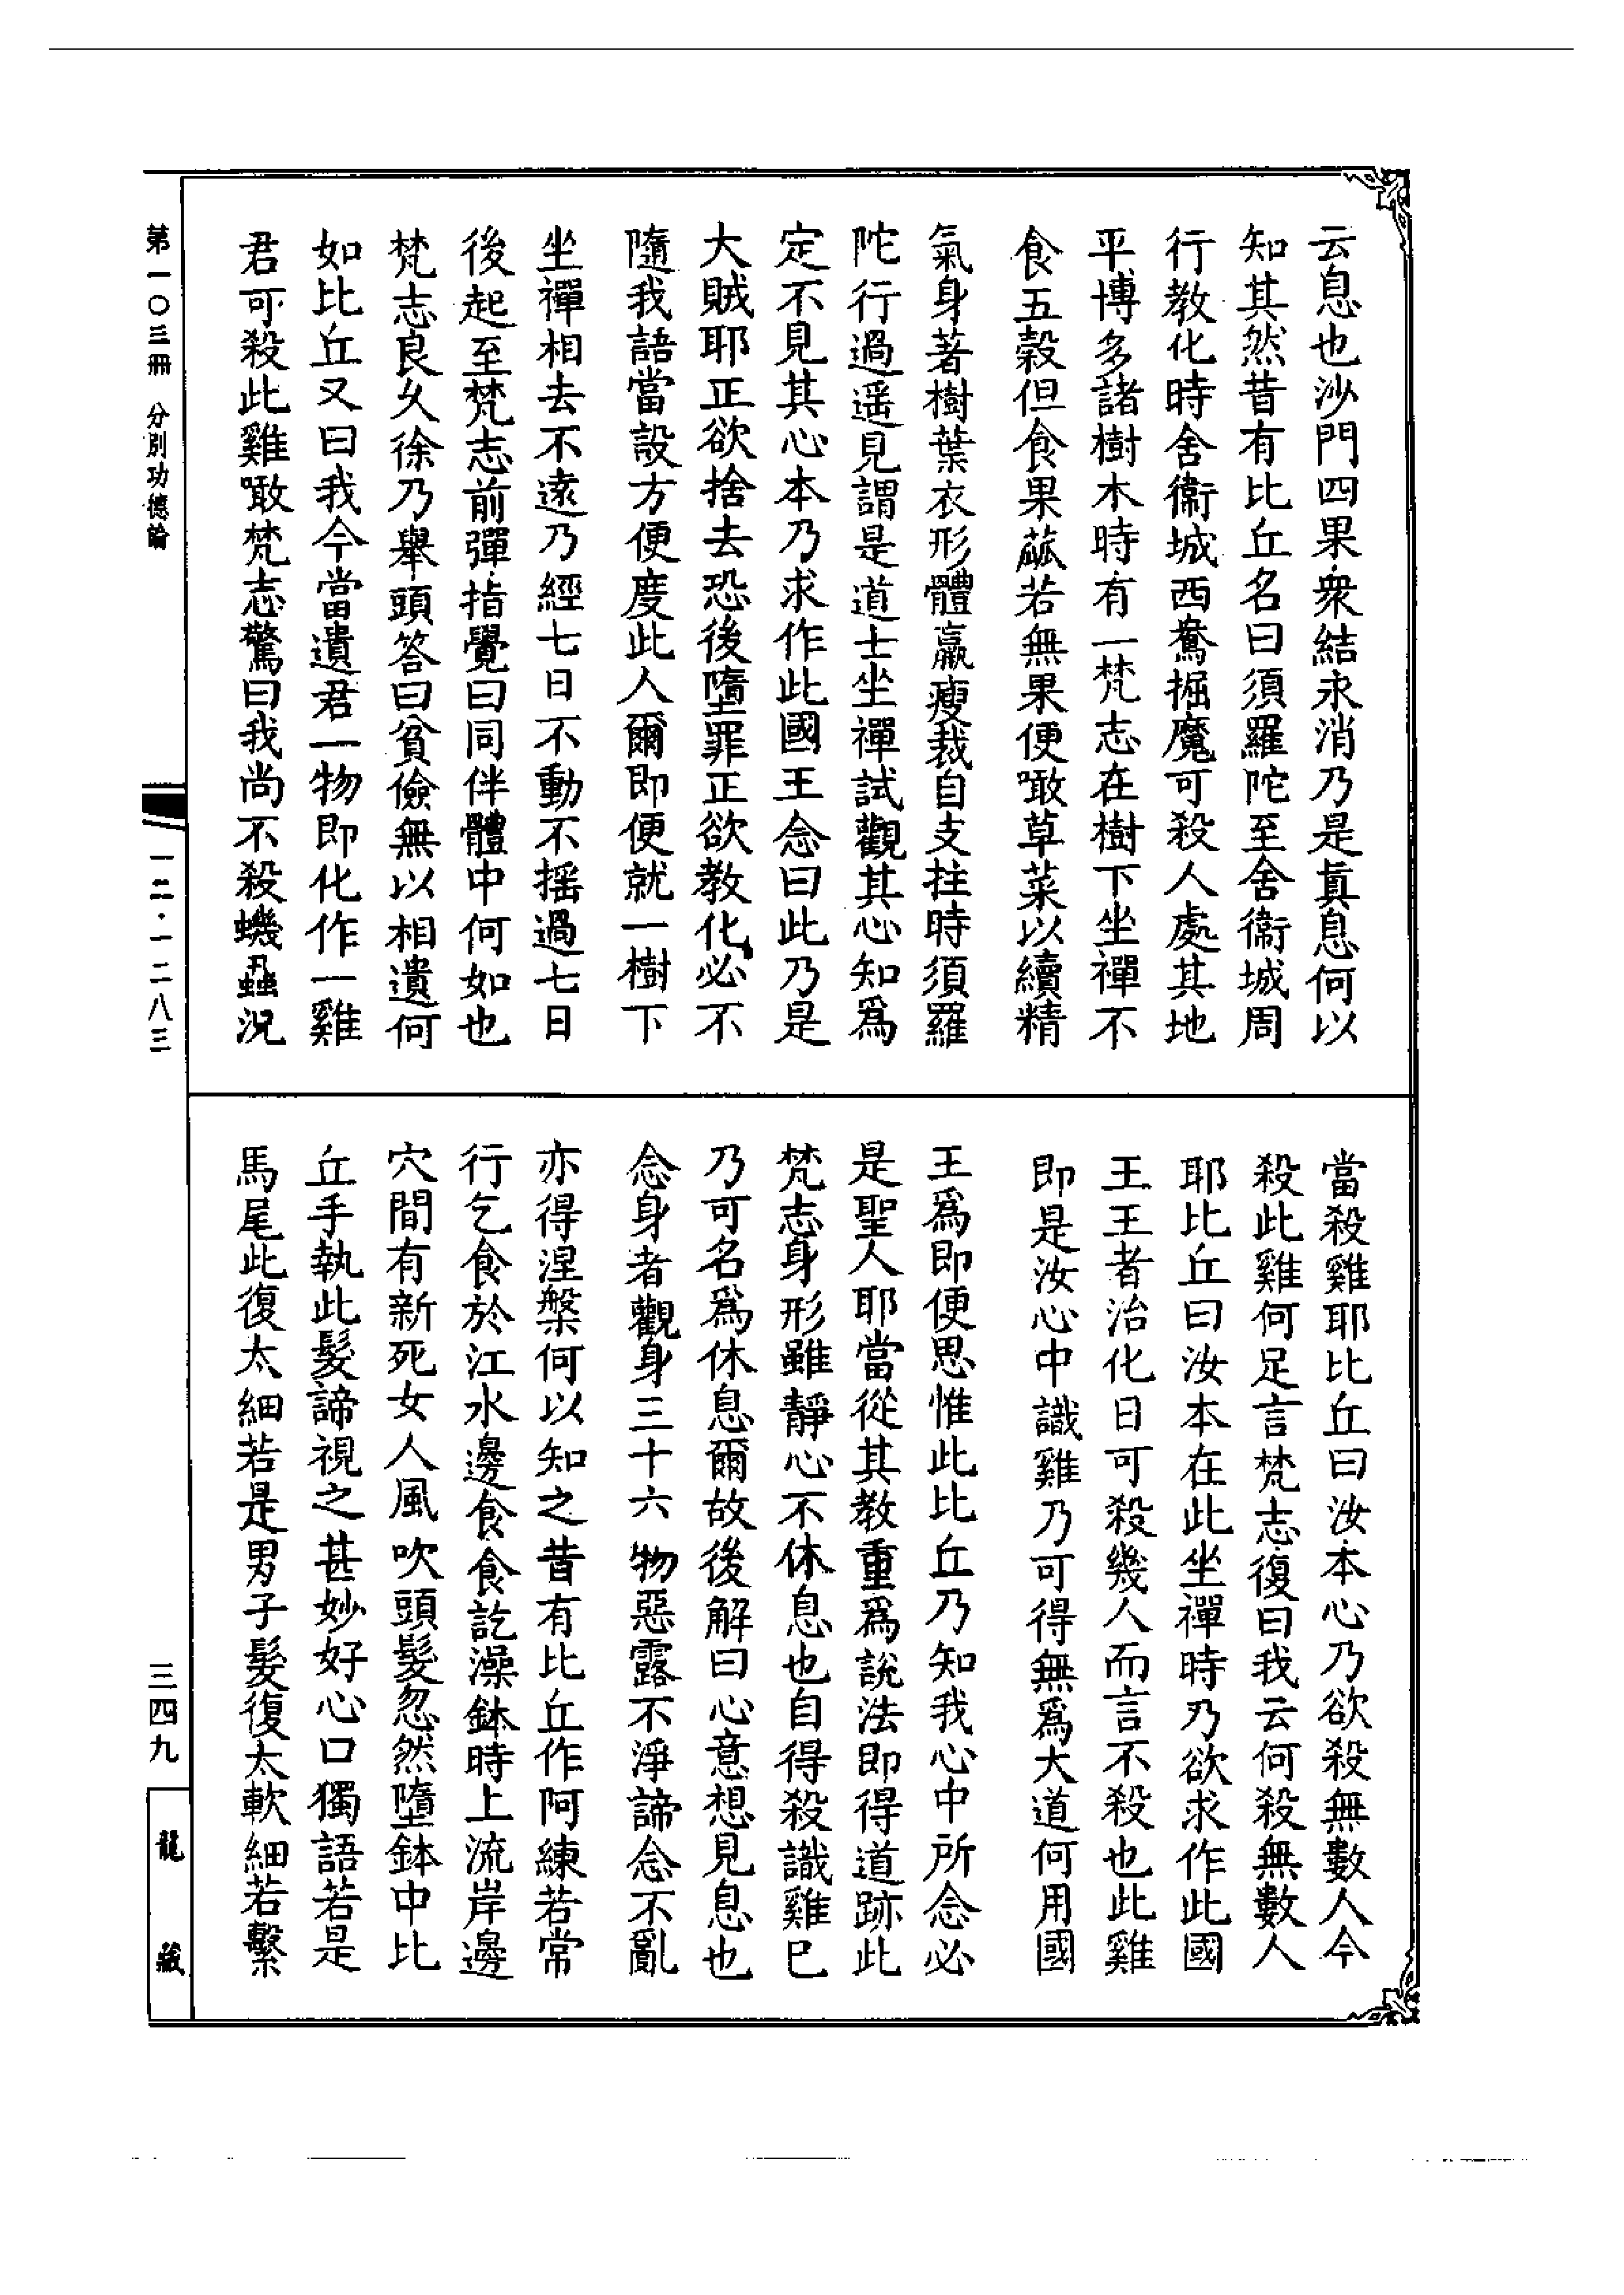 云息也沙門四果衆結永消乃是眞息何以
知其然昔有比丘名曰須羅陀至舍衞城周
行教化時舍衞城西鴦掘魔可殺人處其地
平博多諸樹木時有一梵志在樹下坐禪不
食五穀但食果蓏若無果便噉草菜以續精
氣身著樹葉衣形體羸瘦裁自支拄時須羅
陀行過遥見謂是道士坐禪試觀其心知爲
定不見其心本乃求作此國王念曰此乃是
大賊耶正欲捨去恐後墮罪正欲教化必不
隨我語當設方便度此人爾即便就一樹下
坐禪相去不遠乃經七日不動不摇過七日
後起至梵志前彈指覺曰同伴體中何如也
梵志良久徐乃舉頭答曰貧儉無以相遺何
如比丘又曰我今當遺君一物即化作一雞
君可殺此雞噉梵志驚曰我尚不殺蟣蝨況
當殺雞耶比丘曰汝本心乃欲殺無數人今
殺此雞何足言梵志復曰我云何殺無數人
耶比丘曰汝本在此坐禪時乃欲求作此國
王王者治化日可殺幾人而言不殺也此雞
即是汝心中識雞乃可得無爲大道何用國
王爲即便思惟此比丘乃知我心中所念必
是聖人耶當從其教重爲說法即得道跡此
梵志身形雖靜心不休息也自得殺識雞已
乃可名爲休息爾故後解曰心意想見息也
念身者觀身三十六物惡露不淨諦念不亂
亦得涅槃何以知之昔有比丘作阿練若常
行乞食於江水邊食食訖澡鉢時上流岸邊
穴間有新死女人風吹頭髮忽然墮鉢中比
丘手執此髮諦視之甚妙好心口獨語若是
馬尾此復太細若是男子髮復太軟細若繫
第一〇三冊 分别功德論
一二·一二八三
三四九
龍藏